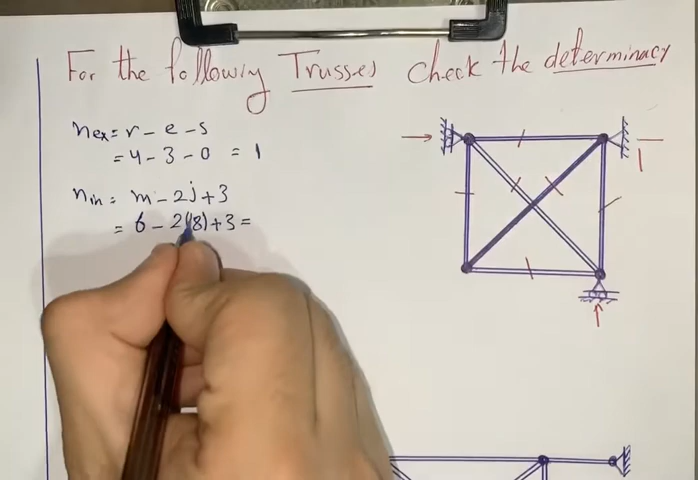 For the following Trusses check the determinacy
nex = r - e - s
= 4 - 3 - 0 = 1
nin = m - 2j + 3
= 6 - 2(8) + 3 =